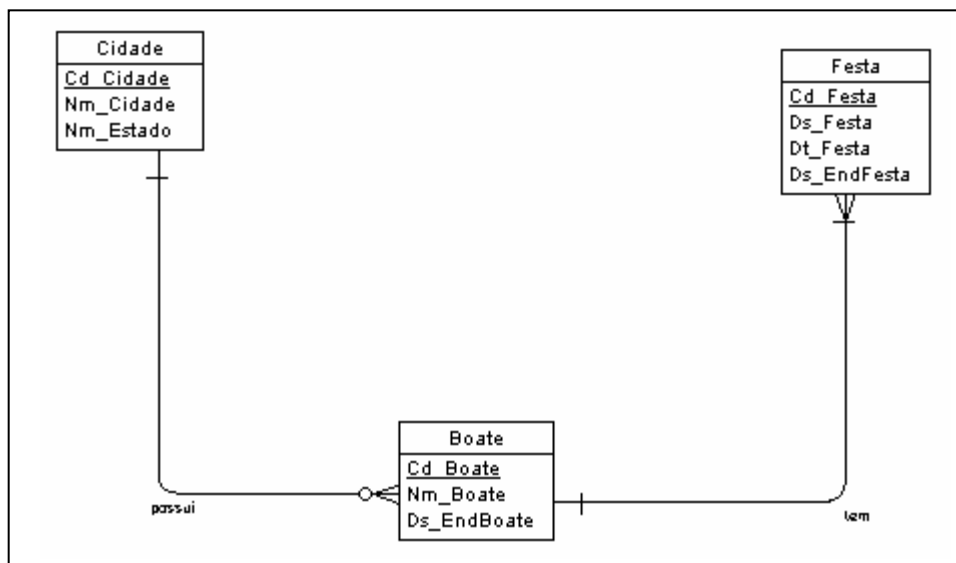 Cidade
Cd_Cidade
Nm_Cidade
Nm_Estado
Festa
Cd_Festa
Ds_Festa
Dt_Festa
Ds_EndFesta
Boate
Cd_Boate
Nm_Boate
Ds_EndBoate
possui
tem